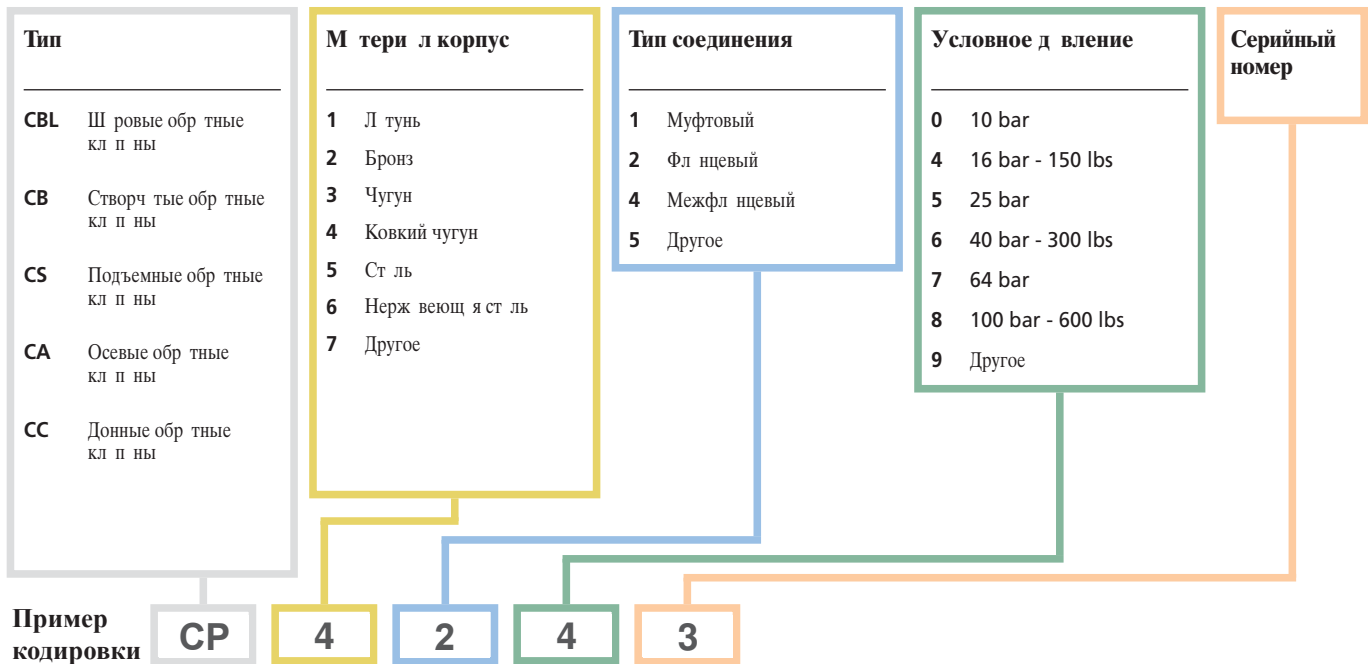 Тип
CBL Ш ровые обр тные
кл п ны
CB Створч тые обр тные
кл п ны
CS Подъемные обр тные
кл п ны
CA Осевые обр тные
кл п ны
CC Донные обр тные
кл п ны
М тери л корпус
1 Л тунь
2 Бронз
3 Чугун
4 Ковкий чугун
5 Ст ль
6 Нерж веющ я ст ль
7 Другое
Тип соединения
1 Муфтовый
2 Фл нцевый
4 Межфл нцевый
5 Другое
Условное д вление
0 10 bar
4 16 bar - 150 lbs
5 25 bar
6 40 bar - 300 lbs
7 64 bar
8 100 bar - 600 lbs
9 Другое
Серийный
номер
Пример
кодировки CP 4 2 4 3